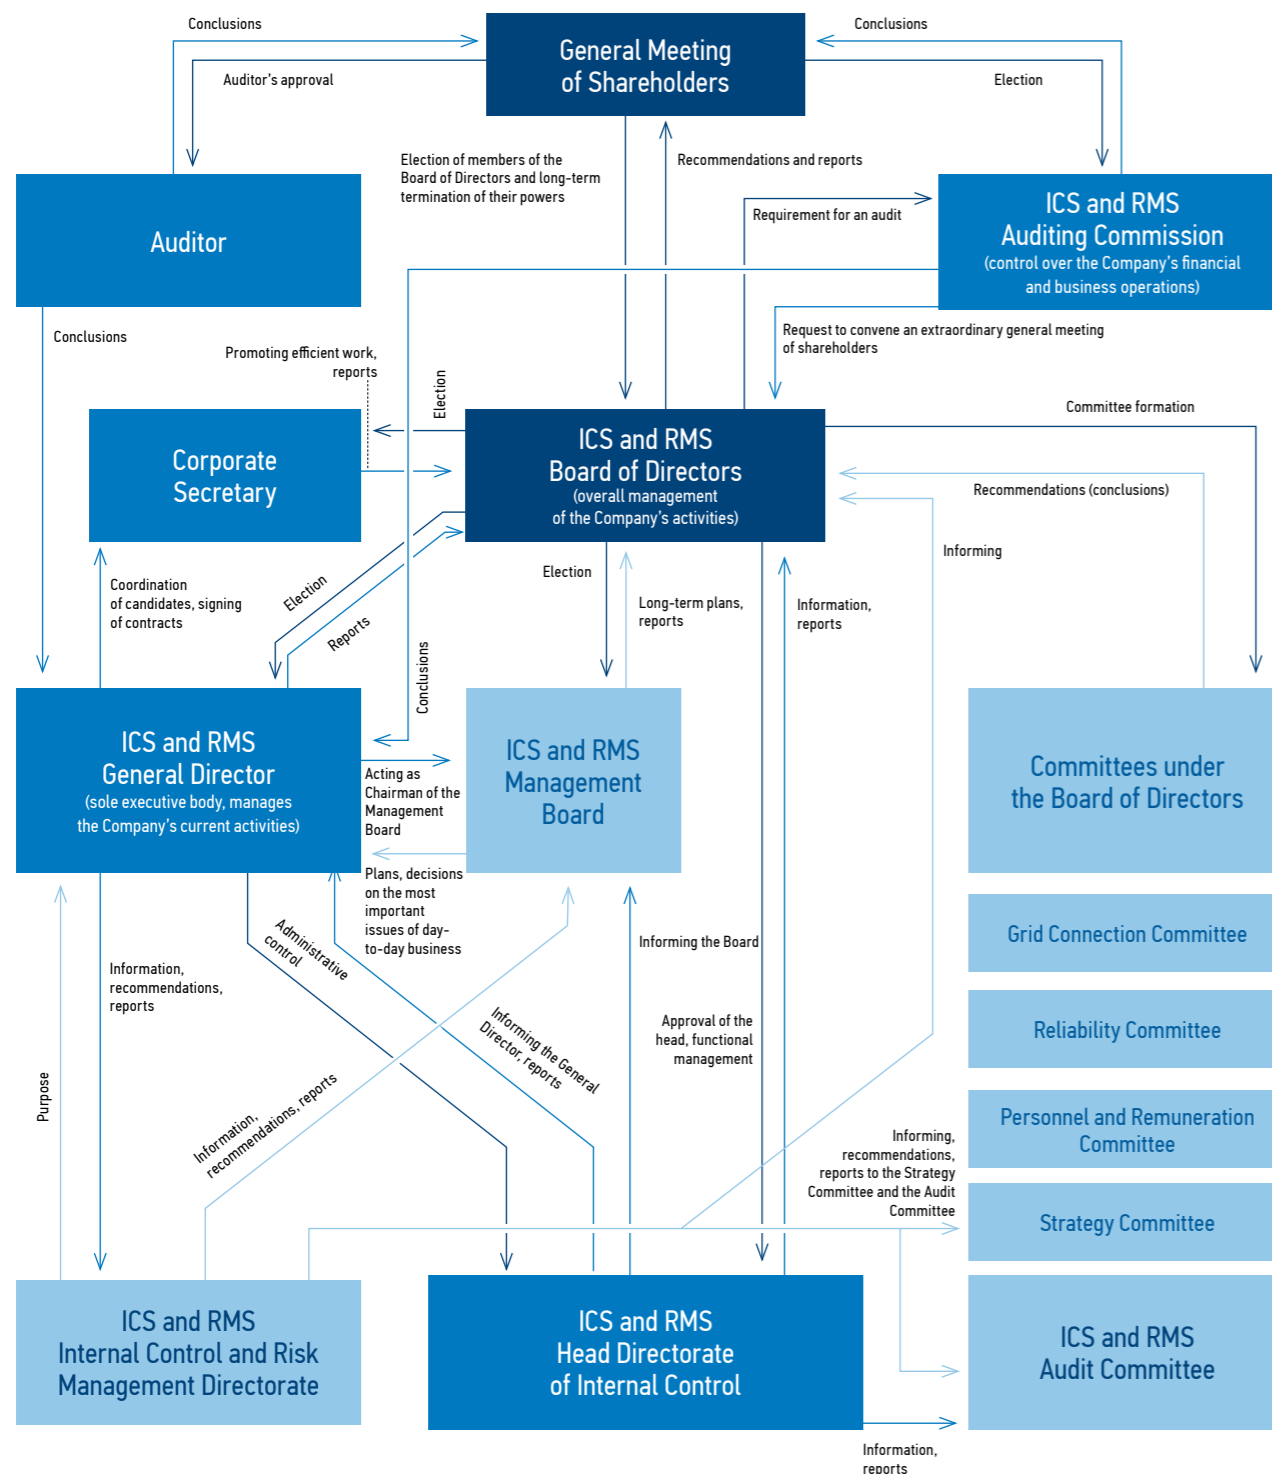 Conclusions
Conclusions
General Meeting
of Shareholders
Auditor's approval
Election
Election of members of the
Board of Directors and long-term
termination of their powers
Recommendations and reports
Requirement for an audit
ICS and RMS
Auditing Commission
(control over the Company's financial
and business operations)
Auditor
Conclusions
Request to convene an extraordinary general meeting
of shareholders
Promoting efficient work,
reports
Election
Committee formation
Corporate
Secretary
ICS and RMS
Board of Directors
(overall management
of the Company's activities)
Recommendations (conclusions)
Informing
Coordination
of candidates, signing
of contracts
Election
Reports
Election
Long-term plans,
reports
Information,
reports
Conclusions
ICS and RMS
General Director
(sole executive body, manages
the Company's current activities)
Acting as
Chairman of the
Management
Board
ICS and RMS
Management
Board
Committees under
the Board of Directors
Plans, decisions
on the most
important
issues of day-
to-day business
Administrative
control
Informing the Board
Grid Connection Committee
Information,
recommendations,
reports
Informing the General
Director, reports
Approval of the
head, functional
management
Reliability Committee
Purpose
Information,
recommendations, reports
Personnel and Remuneration
Committee
Informing,
recommendations,
reports to the Strategy
Committee and the Audit
Committee
Strategy Committee
ICS and RMS
Internal Control and Risk
Management Directorate
ICS and RMS
Head Directorate
of Internal Control
ICS and RMS
Audit Committee
Information,
reports